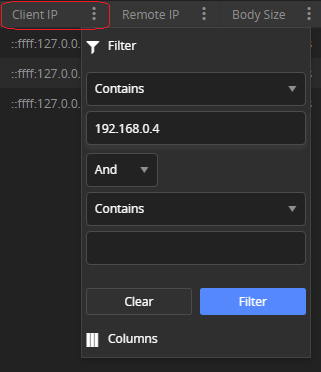 Client IP Remote IP Body Size
Filter
::ffff:127.0.0.
Contains
::ffff:127.0.0.
192.168.0.4
::ffff:127.0.0.
And
Contains
Clear Filter
Columns